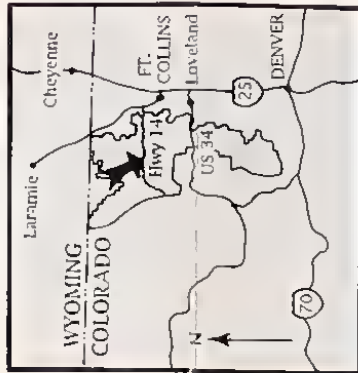 Laramie
Cheyenne
WYOMING
COLORADO
FT.
COLLINS
Hwy 14
Loveland
US 34
25
DENVER
N
70